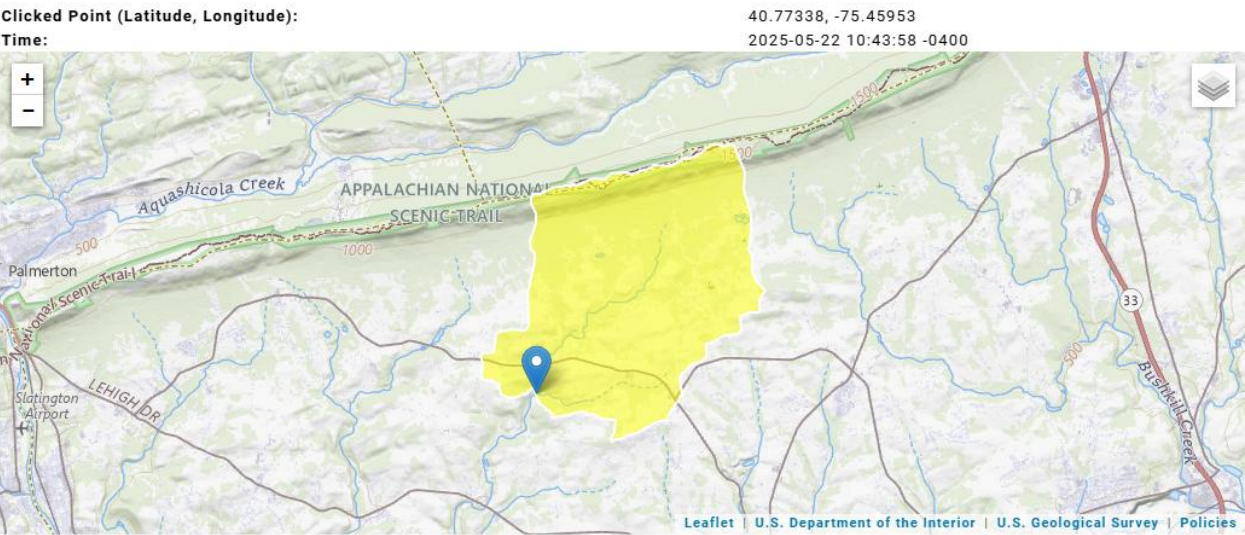 Clicked Point (Latitude, Longitude): 40.77338, -75.45953
Time: 2025-05-22 10:43:58 -0400
+
−
1500
1500
Aquashicola Creek
APPALACHIAN NATIONAL
SCENIC TRAIL
500
1000
Palmerton
National Scenic Trail
33
500
LEHIGH DR
Slatington
Airport
Bushkill Creek
Leaflet | U.S. Department of the Interior | U.S. Geological Survey | Policies